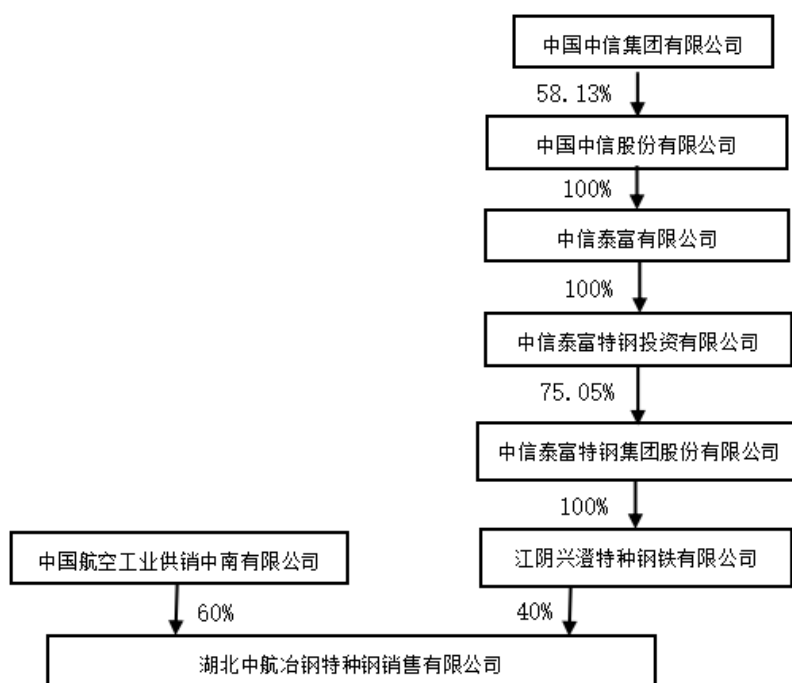 中国中信集团有限公司
58.13%
中国中信股份有限公司
100%
中信泰富有限公司
100%
中信泰富特钢投资有限公司
75.05%
中信泰富特钢集团股份有限公司
100%
中国航空工业供销中南有限公司
江阴兴澄特种钢铁有限公司
60%
40%
湖北中航冶钢特种钢销售有限公司